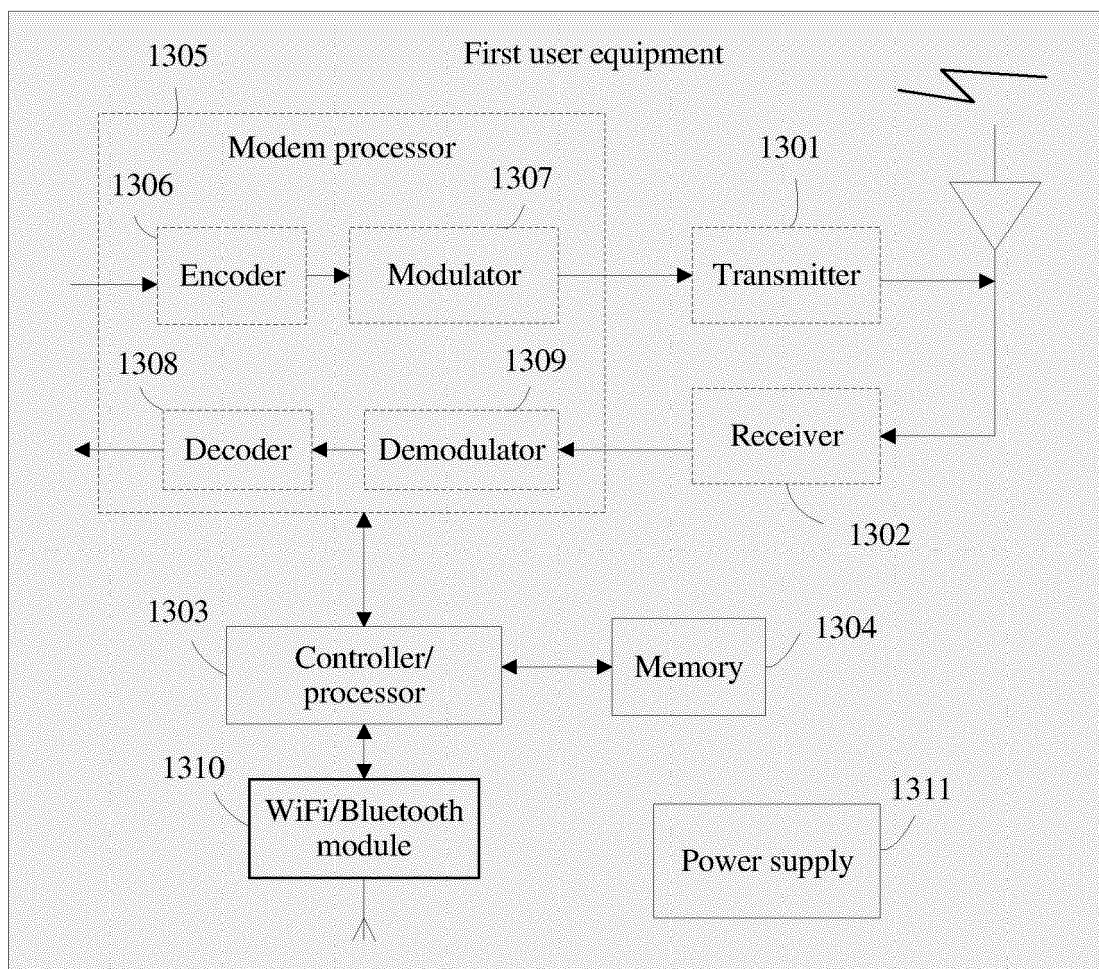 First user equipment
1305
Modem processor
1306
1307
1301
Encoder
Modulator
Transmitter
1308
1309
Decoder
Demodulator
Receiver
1302
1303
Controller/
processor
Memory
1304
1310
WiFi/Bluetooth
module
1311
Power supply